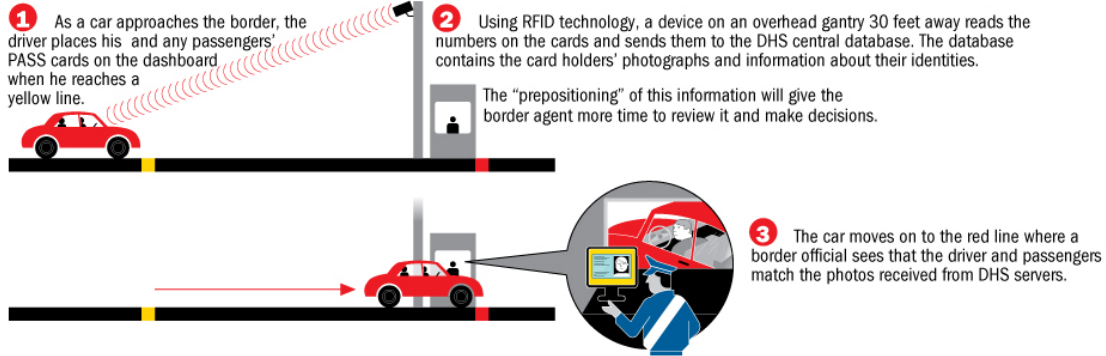 1 As a car approaches the border, the
driver places his and any passengers’
PASS cards on the dashboard
when he reaches a
yellow line.
2 Using RFID technology, a device on an overhead gantry 30 feet away reads the
numbers on the cards and sends them to the DHS central database. The database
contains the card holders’ photographs and information about their identities.
The “prepositioning” of this information will give the
border agent more time to review it and make decisions.
3 The car moves on to the red line where a
border official sees that the driver and passengers
match the photos received from DHS servers.